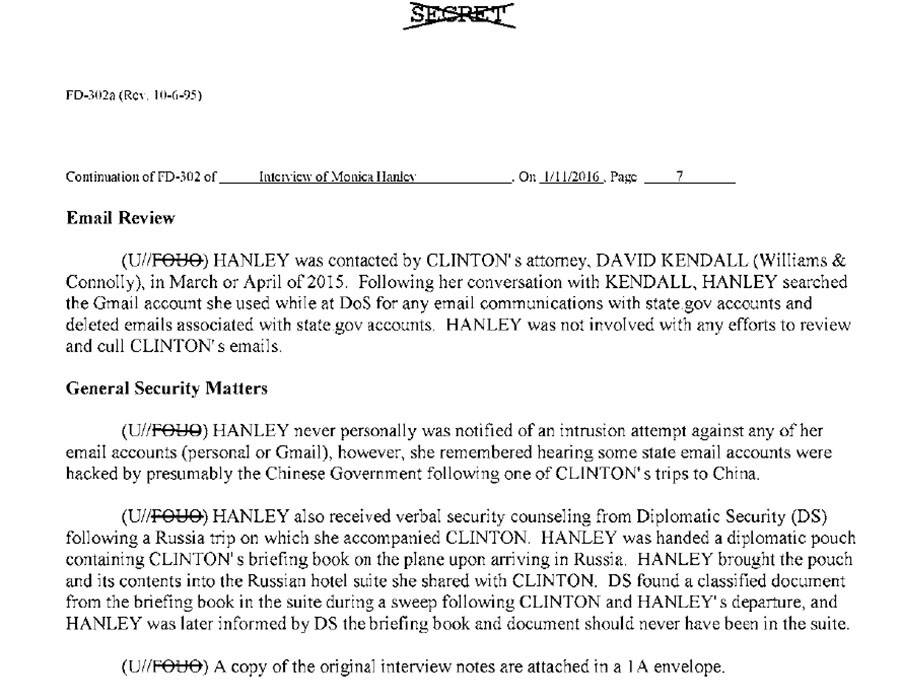 SECRET
FD-302a (Rev. 10-6-95)
Continuation of FD-302 of Interview of Monica Hanley , On 1/11/2016 , Page 7
Email Review
(U//FOUO) HANLEY was contacted by CLINTON's attorney, DAVID KENDALL (Williams &
Connolly), in March or April of 2015. Following her conversation with KENDALL, HANLEY searched
the Gmail account she used while at DoS for any email communications with state.gov accounts and
deleted emails associated with state.gov accounts. HANLEY was not involved with any efforts to review
and cull CLINTON's emails.
General Security Matters
(U//FOUO) HANLEY never personally was notified of an intrusion attempt against any of her
email accounts (personal or Gmail), however, she remembered hearing some state email accounts were
hacked by presumably the Chinese Government following one of CLINTON's trips to China.
(U//FOUO) HANLEY also received verbal security counseling from Diplomatic Security (DS)
following a Russia trip on which she accompanied CLINTON. HANLEY was handed a diplomatic pouch
containing CLINTON's briefing book on the plane upon arriving in Russia. HANLEY brought the pouch
and its contents into the Russian hotel suite she shared with CLINTON. DS found a classified document
from the briefing book in the suite during a sweep following CLINTON and HANLEY's departure, and
HANLEY was later informed by DS the briefing book and document should never have been in the suite.
(U//FOUO) A copy of the original interview notes are attached in a 1A envelope.